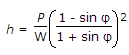 h = p/W ( (1 - sin φ) / (1 + sin φ) )²